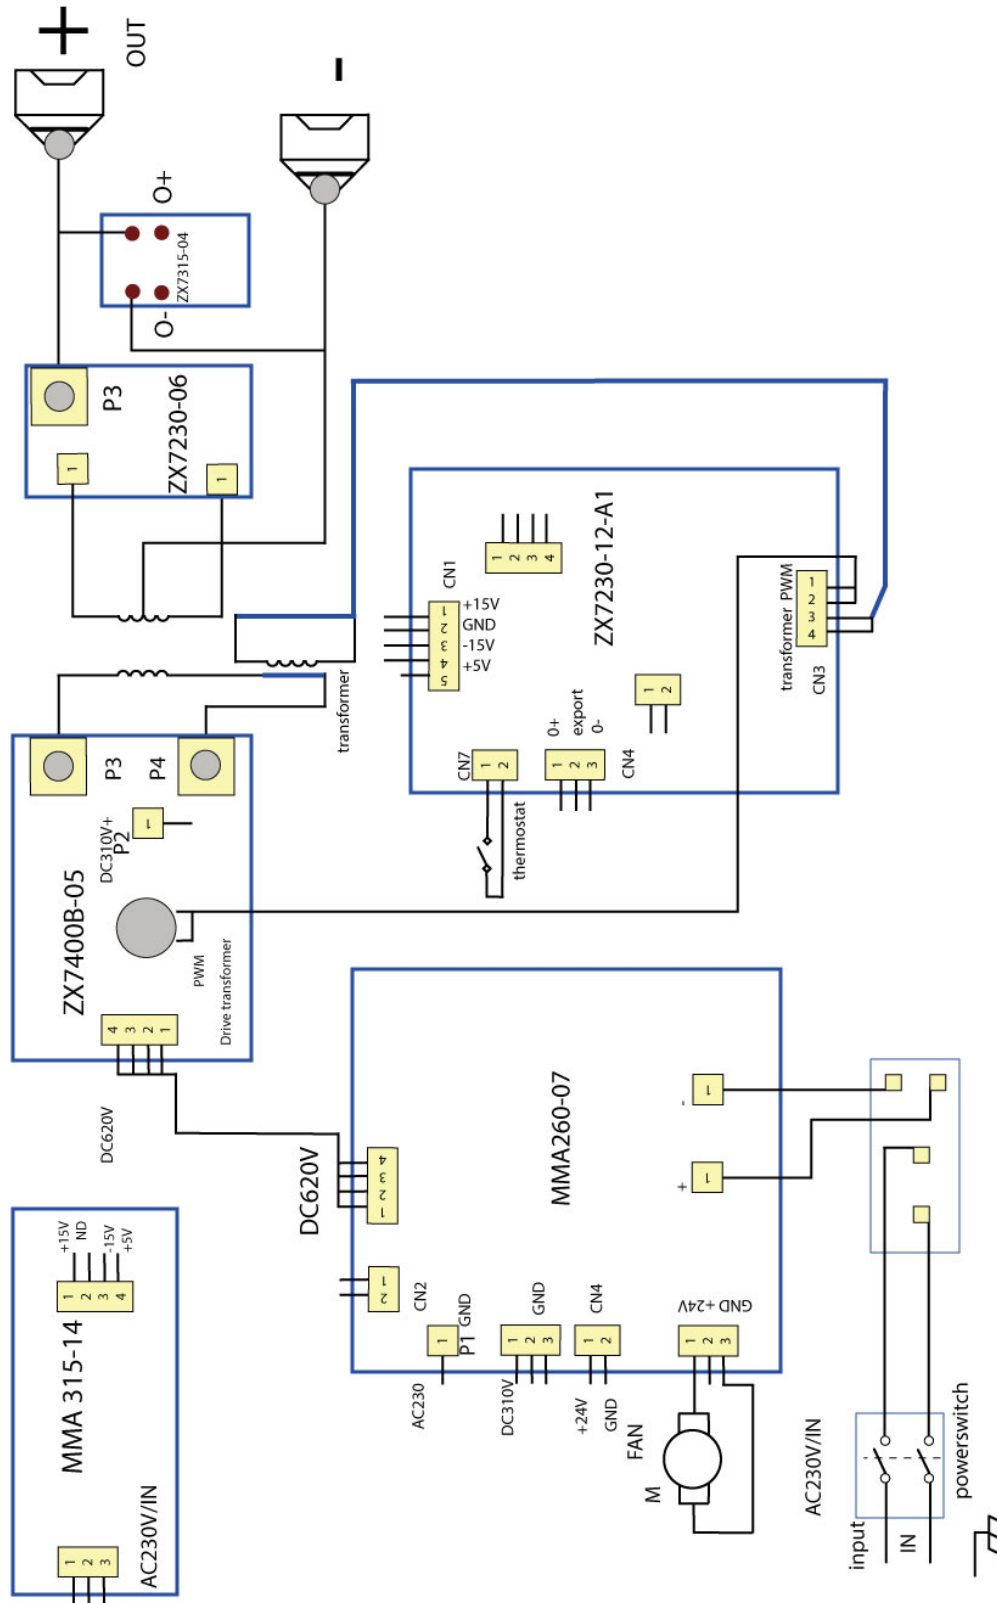 +
OUT
-
O+
O-
ZX7315-04
P3
1
1
ZX7230-06
transformer
P3
P4
1
DC310V+
P2
ZX7400B-05
PWM
Drive transformer
4
3
2
1
DC620V
1
2
3
4
ZX7230-12-A1
CN1
1
2
3
4
5
+15V
GND
-15V
+5V
transformer PWM
1
2
3
4
CN3
1
2
CN7
1
2
thermostat
0+
export
0-
1
2
3
CN4
DC620V
4
3
2
1
MMA260-07
-
1
+
1
1
2
CN2
1
P1
GND
AC230
GND
1
2
3
DC310V
CN4
1
2
+24V
GND
GND +24V
1
2
3
FAN
M
+15V
ND
-15V
+5V
1
2
3
4
MMA 315-14
AC230V/IN
1
2
3
AC230V/IN
powerswitch
input
IN